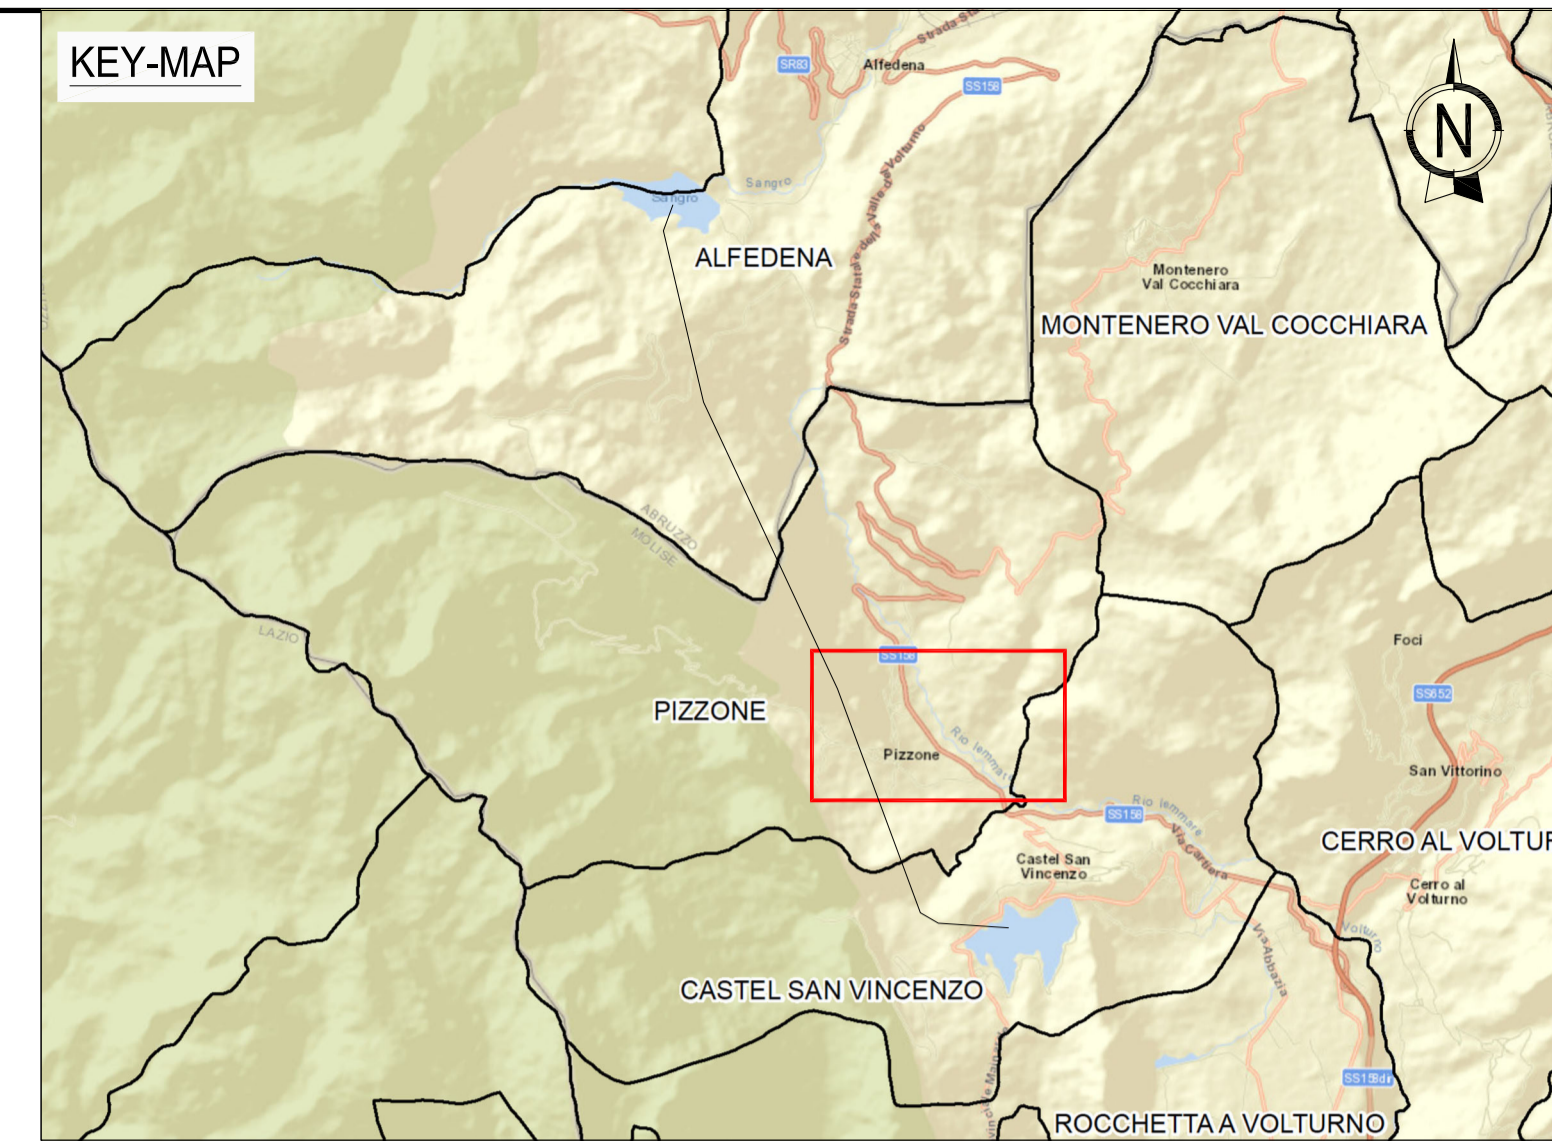 KEY-MAP
Strada Sta
SR83
Alfedena
SS158
N
Sangro
Sangro
Strada Statale della Valle del Volturno
ALFEDENA
Montenero
Val Cocchiara
MONTENERO VAL COCCHIARA
ABRUZZO
MOLISE
LAZIO
Foci
SS158
SS652
PIZZONE
Rio Iemmare
Pizzone
San Vittorino
SS158
Rio Iemmare
Via Cartiera
CERRO AL VOLTUR
Castel San
Vincenzo
Cerro al
Volturno
Volturno
Via Abbazia
CASTEL SAN VINCENZO
SS158dir
ROCCHETTA A VOLTURNO